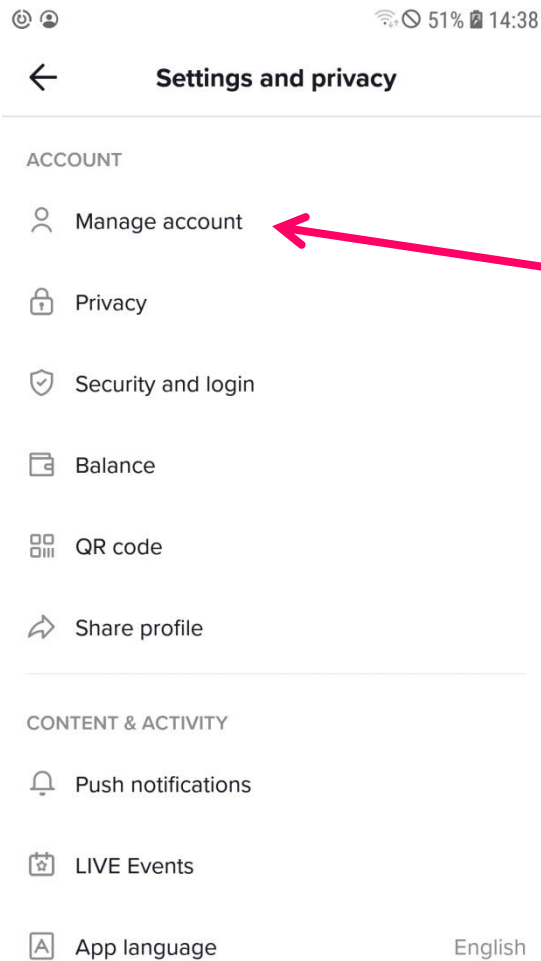 51% 14:38
Settings and privacy
ACCOUNT
Manage account
Privacy
Security and login
Balance
QR code
Share profile
CONTENT & ACTIVITY
Push notifications
LIVE Events
A App language English